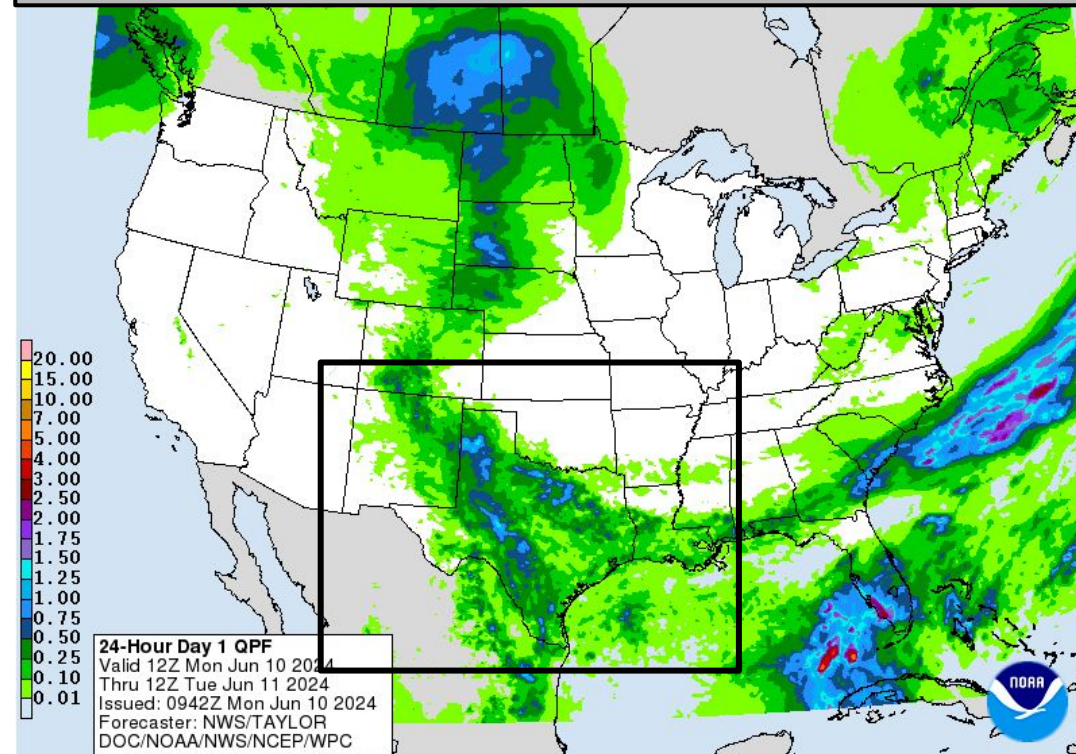 20.00
15.00
10.00
7.00
5.00
4.00
3.00
2.50
2.00
1.75
1.50
1.25
1.00
0.75
0.50
0.25
0.10
0.01
24-Hour Day 1 QPF
Valid 12Z Mon Jun 10 2024
Thru 12Z Tue Jun 11 2024
Issued: 0942Z Mon Jun 10 2024
Forecaster: NWS/TAYLOR
DOC/NOAA/NWS/NCEP/WPC
NOAA